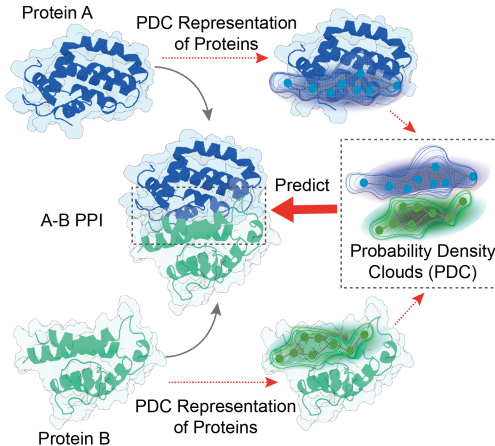 Protein A
PDC Representation
of Proteins
A-B PPI
Predict
Probability Density
Clouds (PDC)
PDC Representation
of Proteins
Protein B